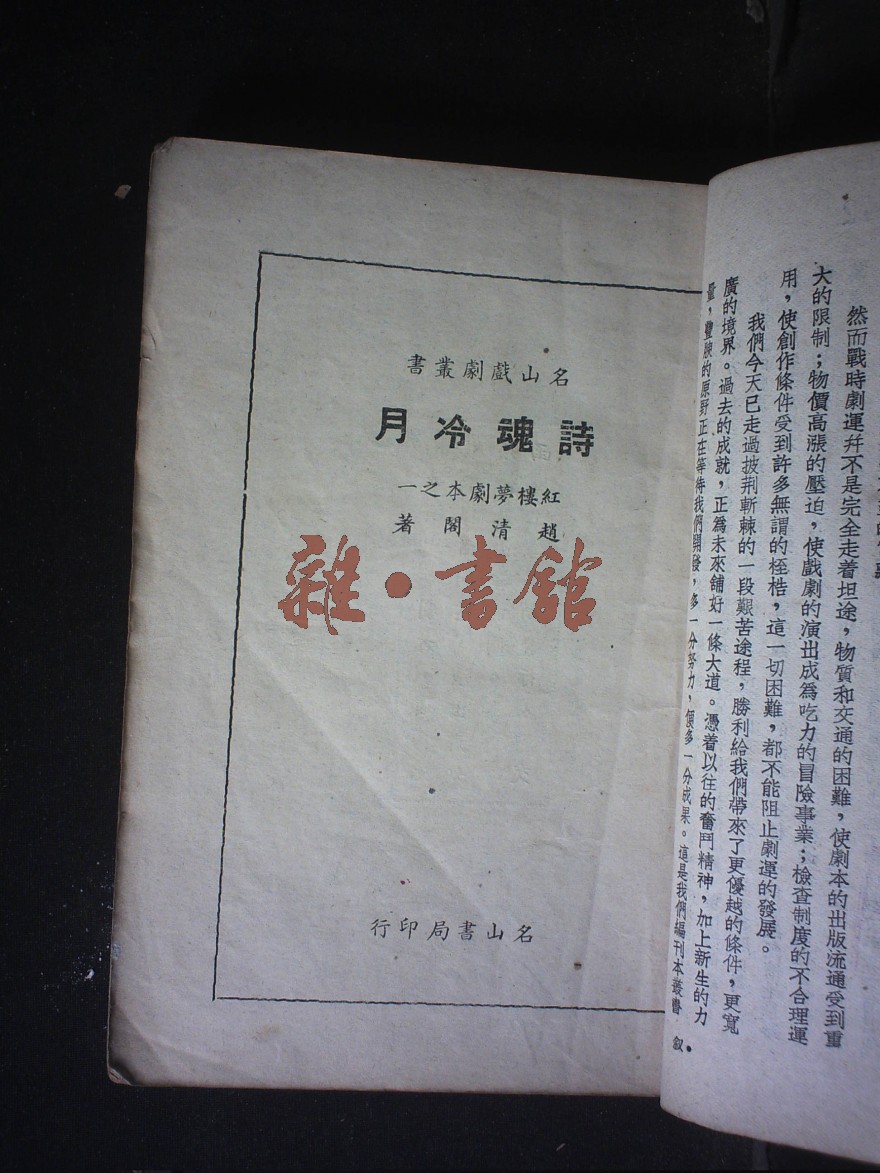 名山戲劇叢書
詩魂冷月
紅樓夢劇本之一
趙清閣著
雜·書館
名山書局印行
然而戰時劇運幷不是完全走着坦途，物質和交通的困難，使劇本的出版流通受到重
大的限制；物價高漲的壓迫，使戲劇的演出成爲吃力的冒險事業；檢查制度的不合理運
用，使創作條件受到許多無謂的桎梏，這一切困難，都不能阻止劇運的發展。
我們今天已走過披荆斬棘的一段艱苦途程，勝利給我們帶來了更優越的條件，更寬
廣的境界。過去的成就，正爲未來舖好一條大道。憑着以往的奮鬥精神，加上新生的力
量，豐腴的原野正在等待我們開發，多一分努力，便多一分成果。這是我們編刊本叢書
叙·